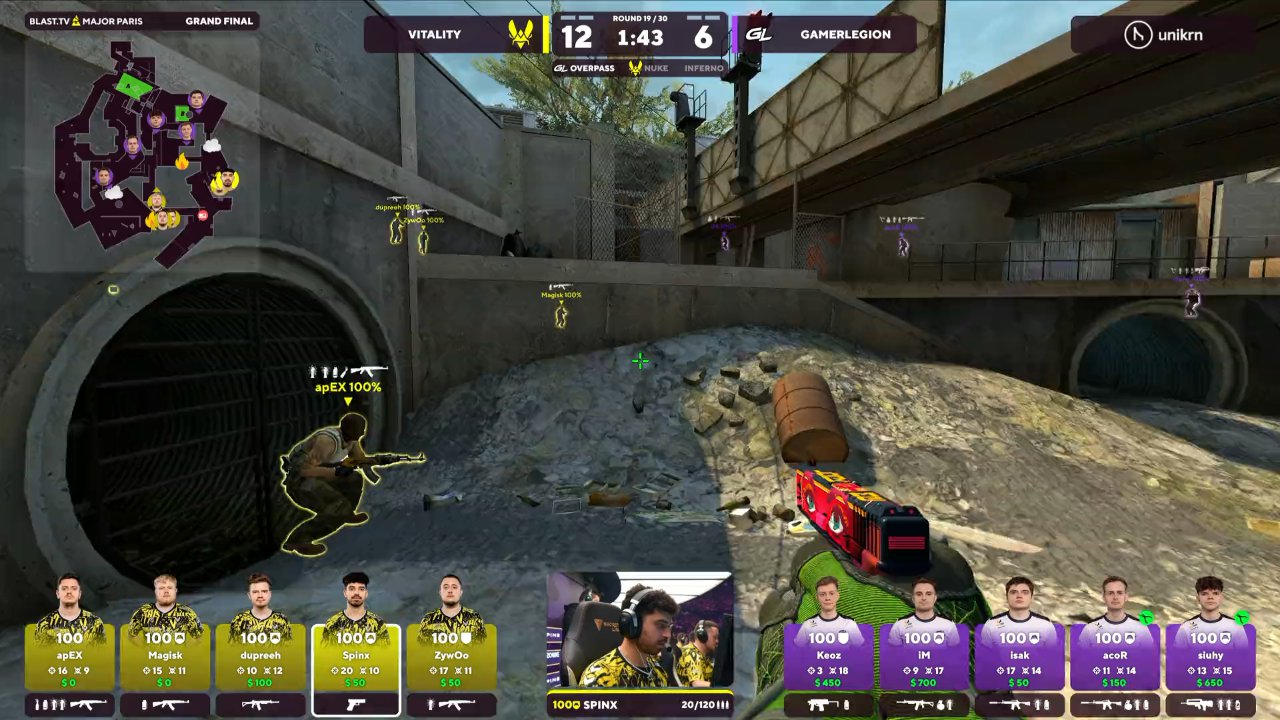 BLAST.TV MAJOR PARIS
GRAND FINAL
VITALITY
12
ROUND 19 / 30
1:43
6
GL
GAMERLEGION
unikrn
GL OVERPASS
NUKE
INFERNO
dupreeh 100%
ZywOo 100%
Magisk 100%
apEX 100%
100
apEX
16 9
$0
100
Magisk
15 11
$0
100
dupreeh
10 12
$100
100
Spinx
20 10
$50
100
ZywOo
17 11
$50
100 SPINX
20/120
100
Keoz
3 18
$450
100
iM
9 17
$700
100
isak
17 14
$50
100
acoR
11 14
$150
100
siuhy
13 15
$650